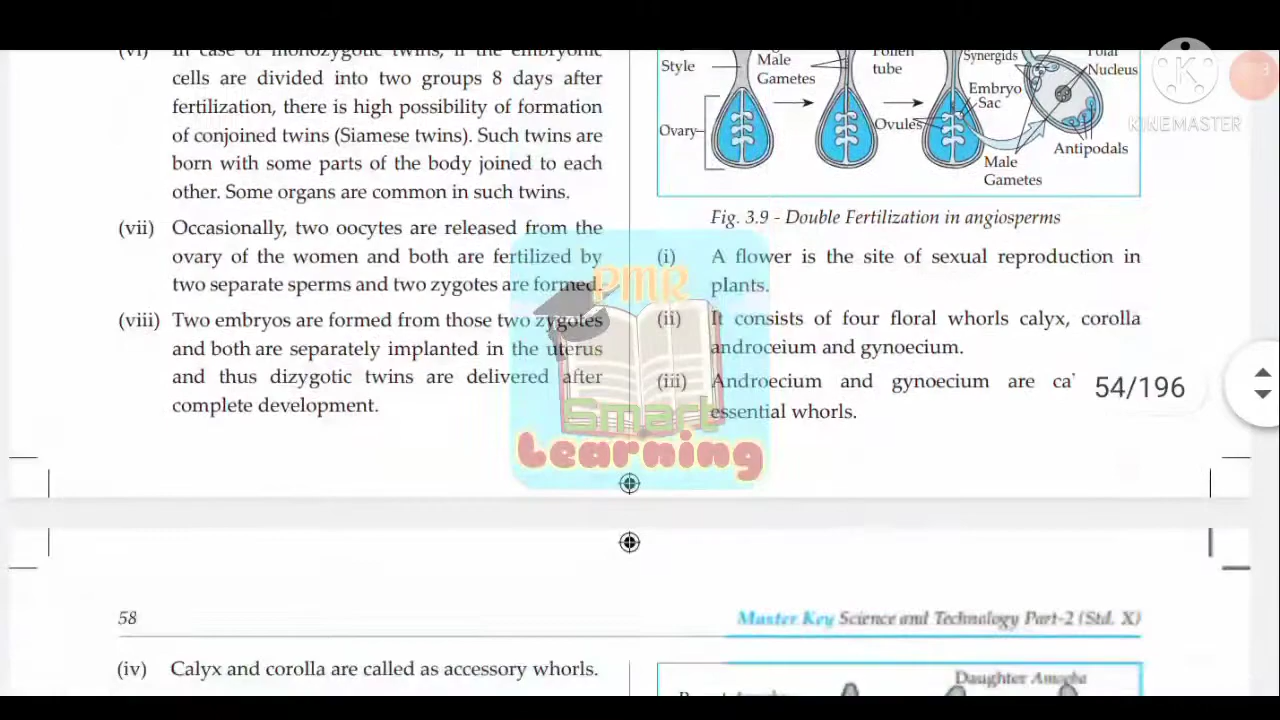 (vi) In case of monozygotic twins, if the embryonic
cells are divided into two groups 8 days after
fertilization, there is high possibility of formation
of conjoined twins (Siamese twins). Such twins are
born with some parts of the body joined to each
other. Some organs are common in such twins.
(vii) Occasionally, two oocytes are released from the
ovary of the women and both are fertilized by
two separate sperms and two zygotes are formed.
(viii) Two embryos are formed from those two zygotes
and both are separately implanted in the uterus
and thus dizygotic twins are delivered after
complete development.
Style
Male
Gametes
Pollen
tube
Synergids
Polar
Nucleus
Embryo
Sac
Ovary
Ovules
Antipodals
Male
Gametes
Fig. 3.9 - Double Fertilization in angiosperms
(i) A flower is the site of sexual reproduction in
plants.
(ii) It consists of four floral whorls calyx, corolla
androceium and gynoecium.
(iii) Androecium and gynoecium are
essential whorls.
54/196
K
KINEMASTER
PMR
Smart
Learning
58
Master Key Science and Technology Part-2 (Std. X)
(iv) Calyx and corolla are called as accessory whorls.
Daughter Amoeba